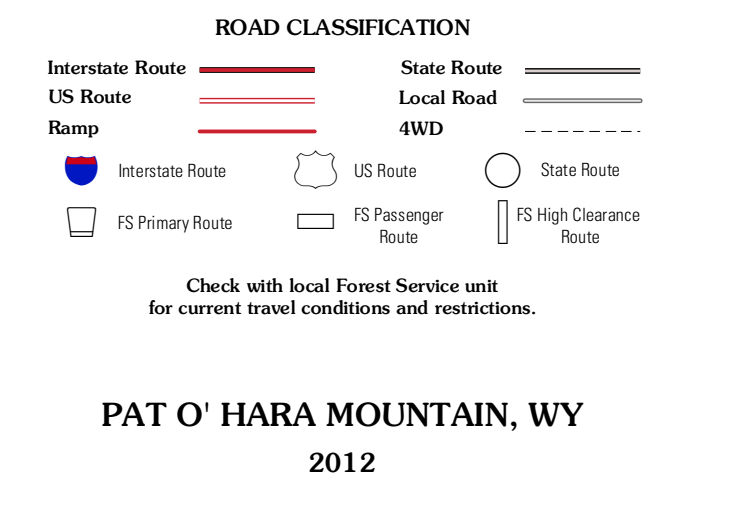 ROAD CLASSIFICATION
Interstate Route State Route
US Route Local Road
Ramp 4WD
Interstate Route US Route State Route
FS Primary Route FS Passenger Route FS High Clearance Route
Check with local Forest Service unit
for current travel conditions and restrictions.
PAT O' HARA MOUNTAIN, WY
2012